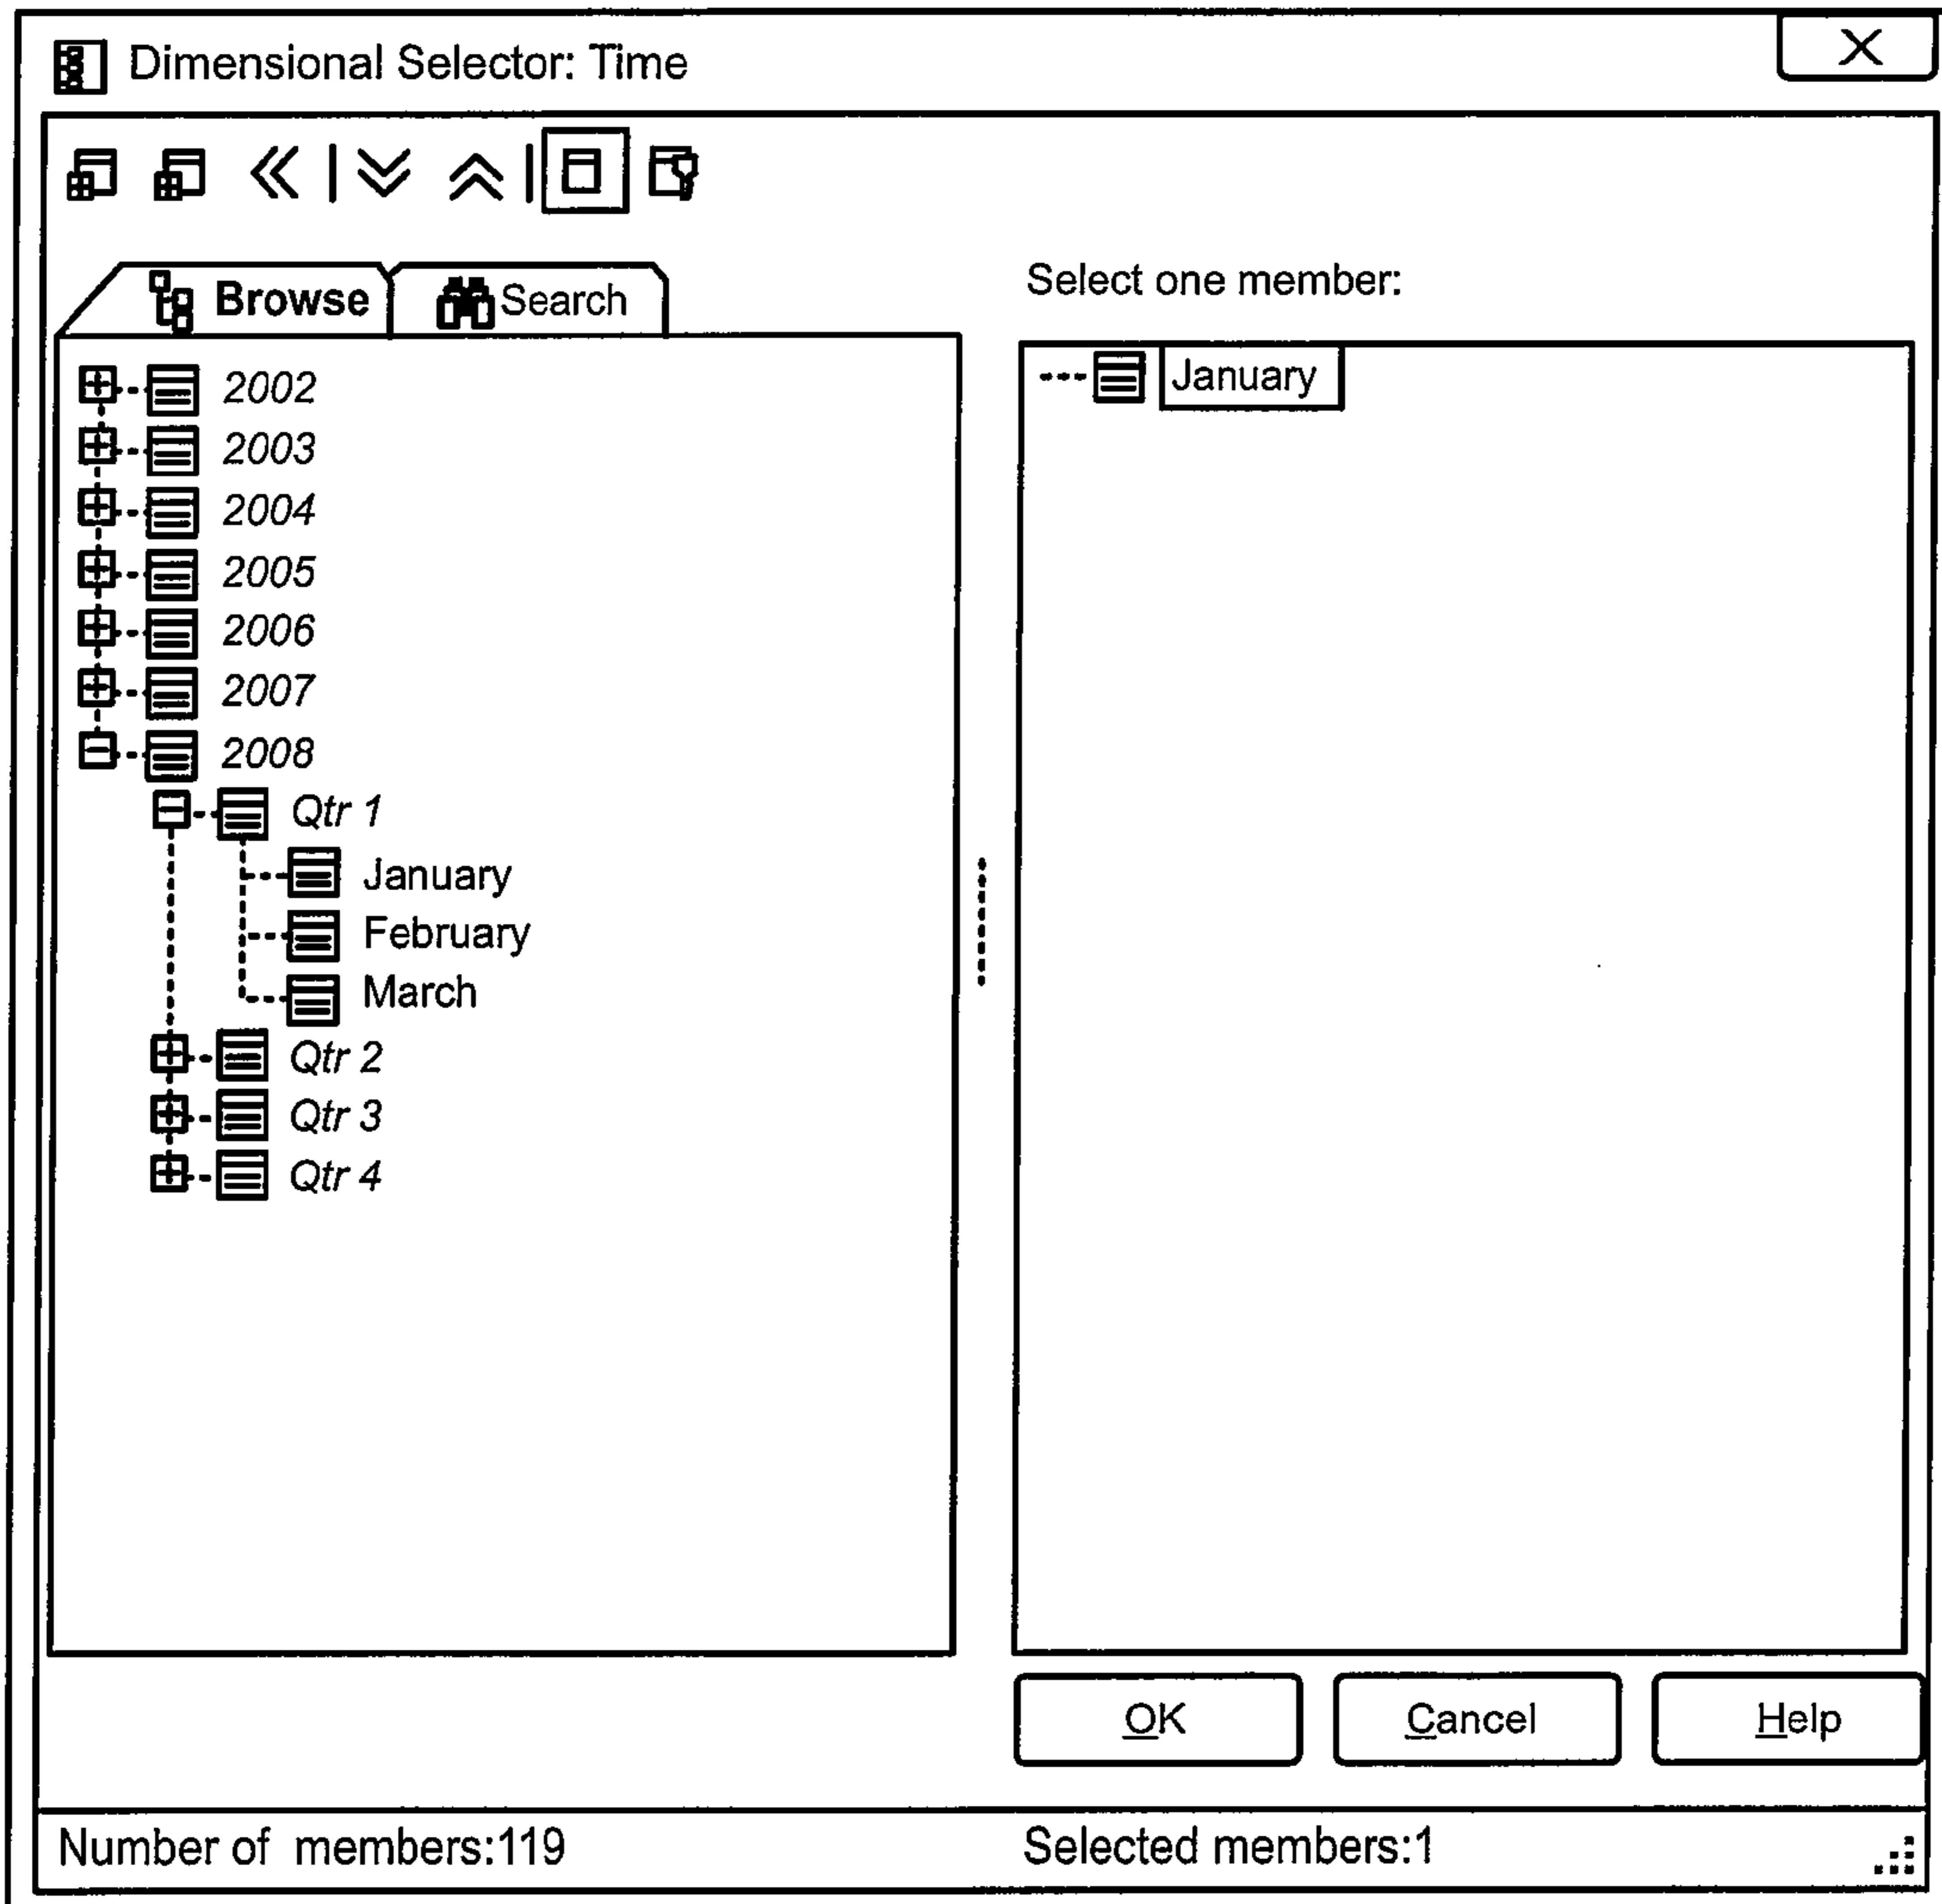 Dimensional Selector: Time
Browse
Search
Select one member:
2002
2003
2004
2005
2006
2007
2008
Qtr 1
January
February
March
Qtr 2
Qtr 3
Qtr 4
January
OK
Cancel
Help
Number of members:119
Selected members:1